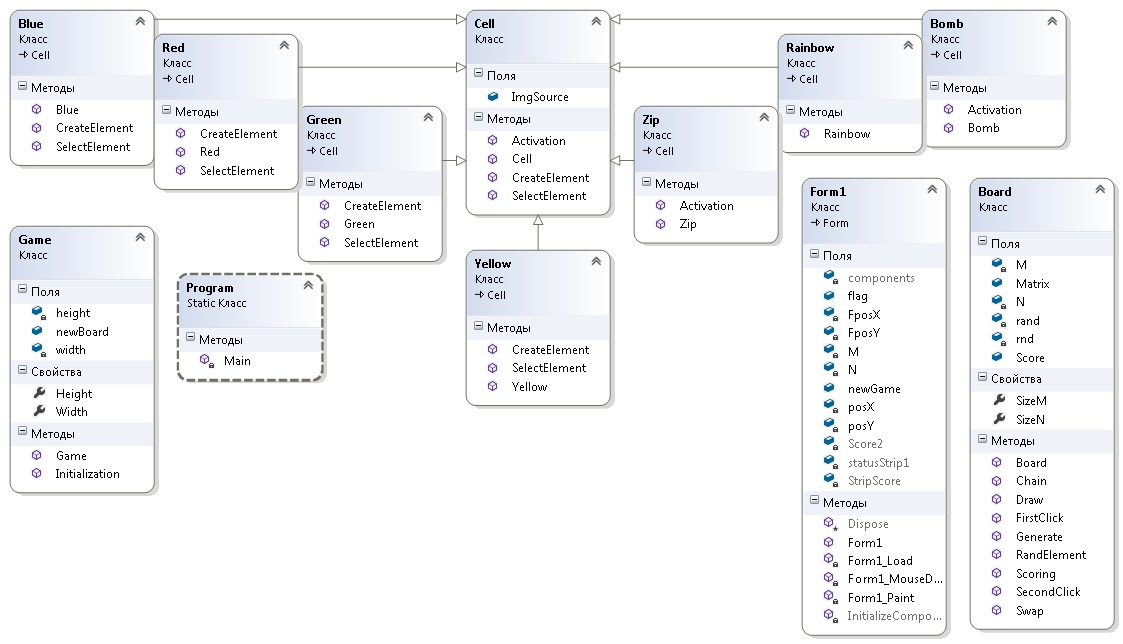 Blue
Класс
Cell
Методы
Blue
CreateElement
SelectElement
Red
Класс
Cell
Методы
CreateElement
Red
SelectElement
Green
Класс
Cell
Методы
CreateElement
Green
SelectElement
Cell
Класс
Поля
ImgSource
Методы
Activation
Cell
CreateElement
SelectElement
Zip
Класс
Cell
Методы
Activation
Zip
Rainbow
Класс
Cell
Методы
Rainbow
Bomb
Класс
Cell
Методы
Activation
Bomb
Game
Класс
Поля
height
newBoard
width
Свойства
Height
Width
Методы
Game
Initialization
Program
Static Класс
Методы
Main
Yellow
Класс
Cell
Методы
CreateElement
SelectElement
Yellow
Form1
Класс
Form
Поля
components
flag
FposX
FposY
M
N
newGame
posX
posY
Score2
statusStrip1
StripScore
Методы
Dispose
Form1
Form1_Load
Form1_MouseD...
Form1_Paint
InitializeCompo...
Board
Класс
Поля
M
Matrix
N
rand
rnd
Score
Свойства
SizeM
SizeN
Методы
Board
Chain
Draw
FirstClick
Generate
RandElement
Scoring
SecondClick
Swap